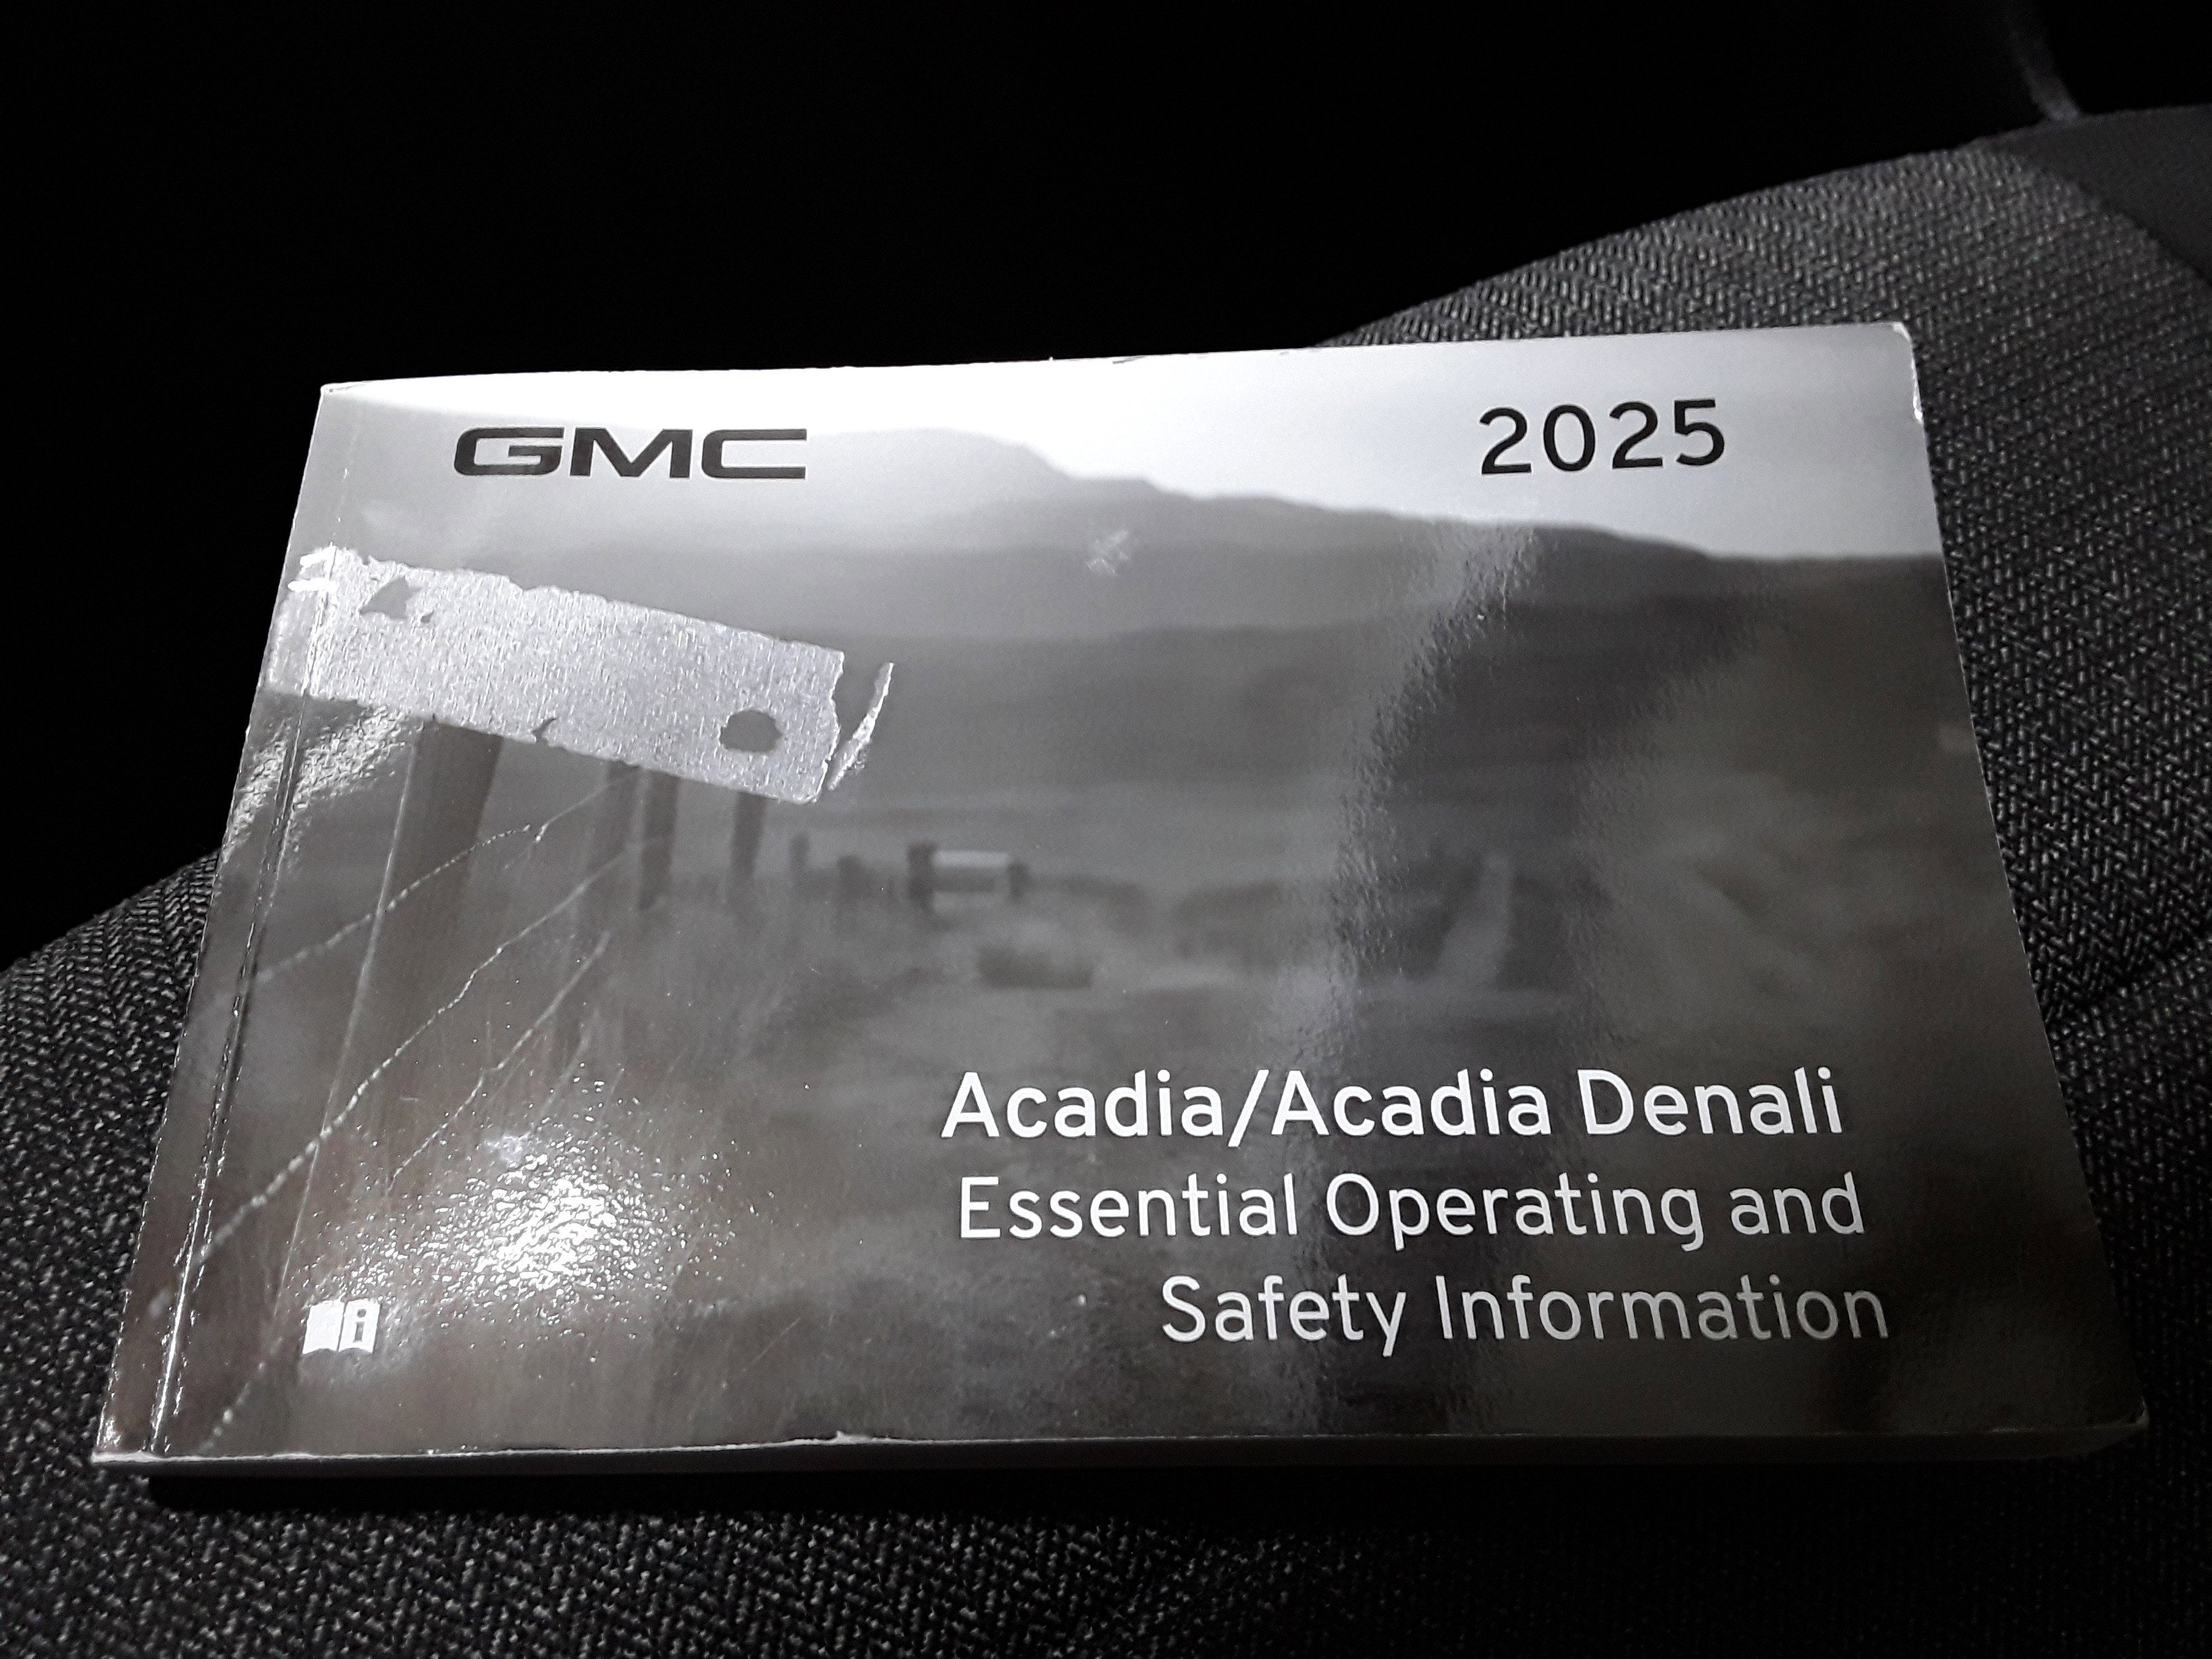 GMC 2025
Acadia/Acadia Denali
Essential Operating and
Safety Information